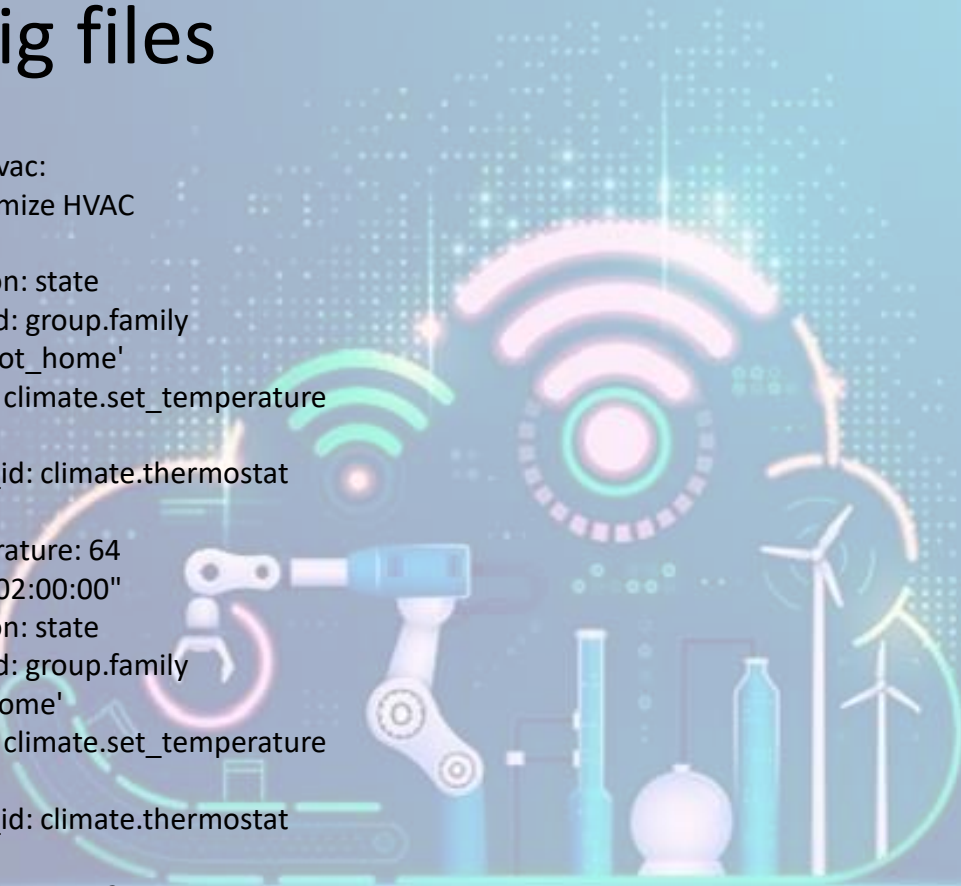 ig files
vac:
mize HVAC
on: state
d: group.family
ot_home'
climate.set_temperature
id: climate.thermostat
rature: 64
02:00:00"
on: state
d: group.family
ome'
climate.set_temperature
id: climate.thermostat